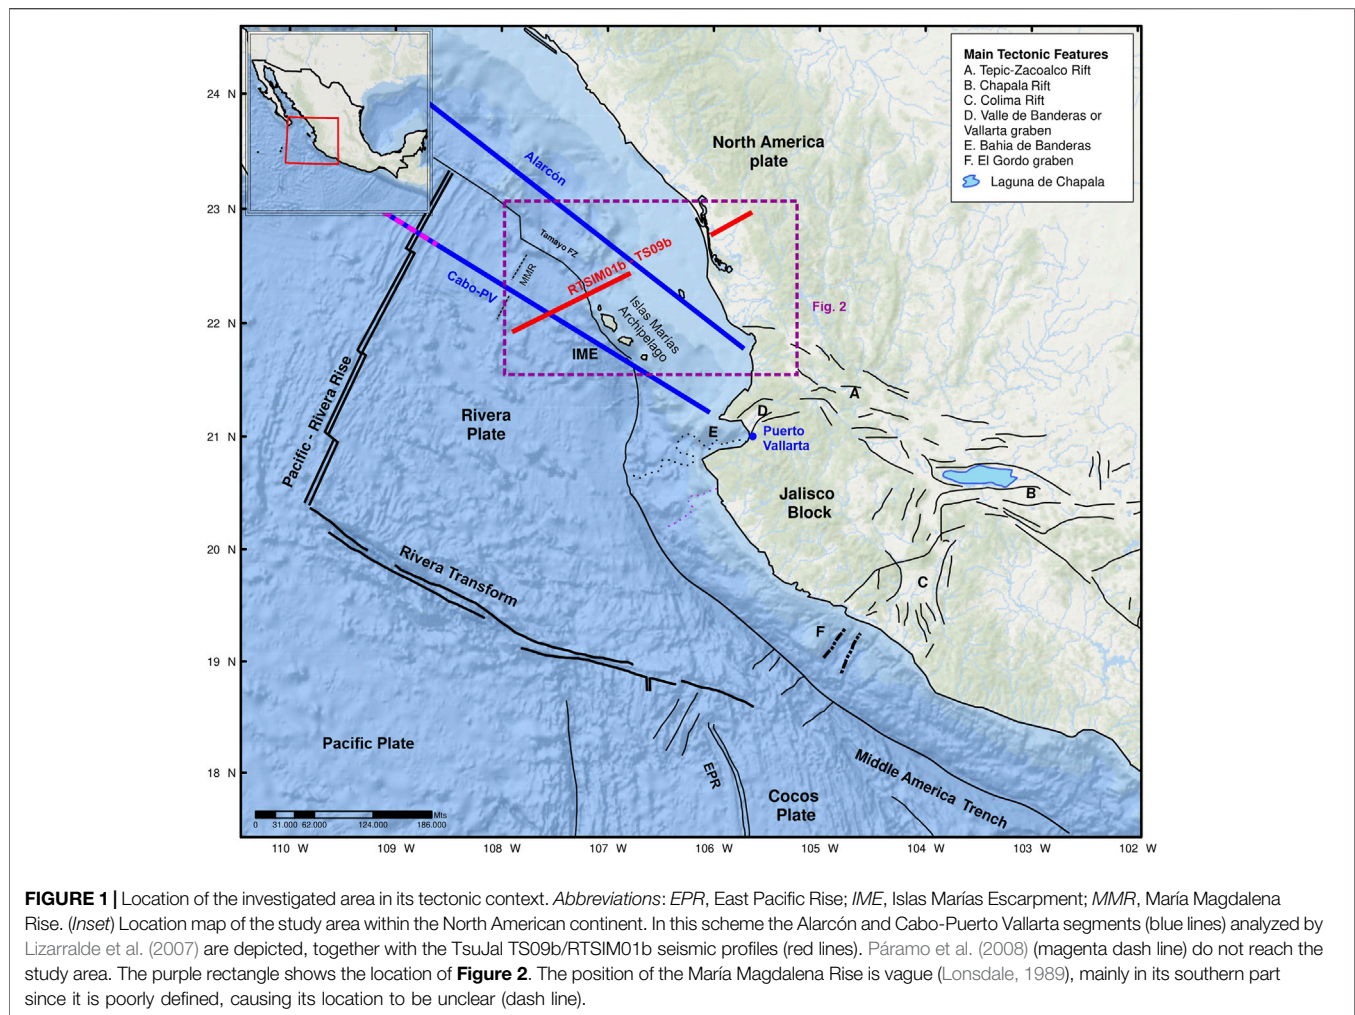 Main Tectonic Features
A. Tepic-Zacoalco Rift
B. Chapala Rift
C. Colima Rift
D. Valle de Banderas or
Vallarta graben
E. Bahia de Banderas
F. El Gordo graben
Laguna de Chapala
24 N
23 N
22 N
21 N
20 N
19 N
18 N
North America
plate
Alarcón
Tamayo FZ
TS09b
RTSIM01b
MMR
Cabo-PV
Islas Marías
Archipelago
Fig. 2
IME
A
Pacific - Rivera Rise
Rivera
Plate
D
E
Puerto
Vallarta
Jalisco
Block
B
Rivera Transform
C
F
Pacific Plate
EPR
Cocos
Plate
Middle America Trench
Mts
0 31.000 62.000 124.000 186.000
110 W 109 W 108 W 107 W 106 W 105 W 104 W 103 W 102 W
FIGURE 1 | Location of the investigated area in its tectonic context. Abbreviations: EPR, East Pacific Rise; IME, Islas Marías Escarpment; MMR, María Magdalena
Rise. (Inset) Location map of the study area within the North American continent. In this scheme the Alarcón and Cabo-Puerto Vallarta segments (blue lines) analyzed by
Lizarralde et al. (2007) are depicted, together with the TsuJal TS09b/RTSIM01b seismic profiles (red lines). Páramo et al. (2008) (magenta dash line) do not reach the
study area. The purple rectangle shows the location of Figure 2. The position of the María Magdalena Rise is vague (Lonsdale, 1989), mainly in its southern part
since it is poorly defined, causing its location to be unclear (dash line).